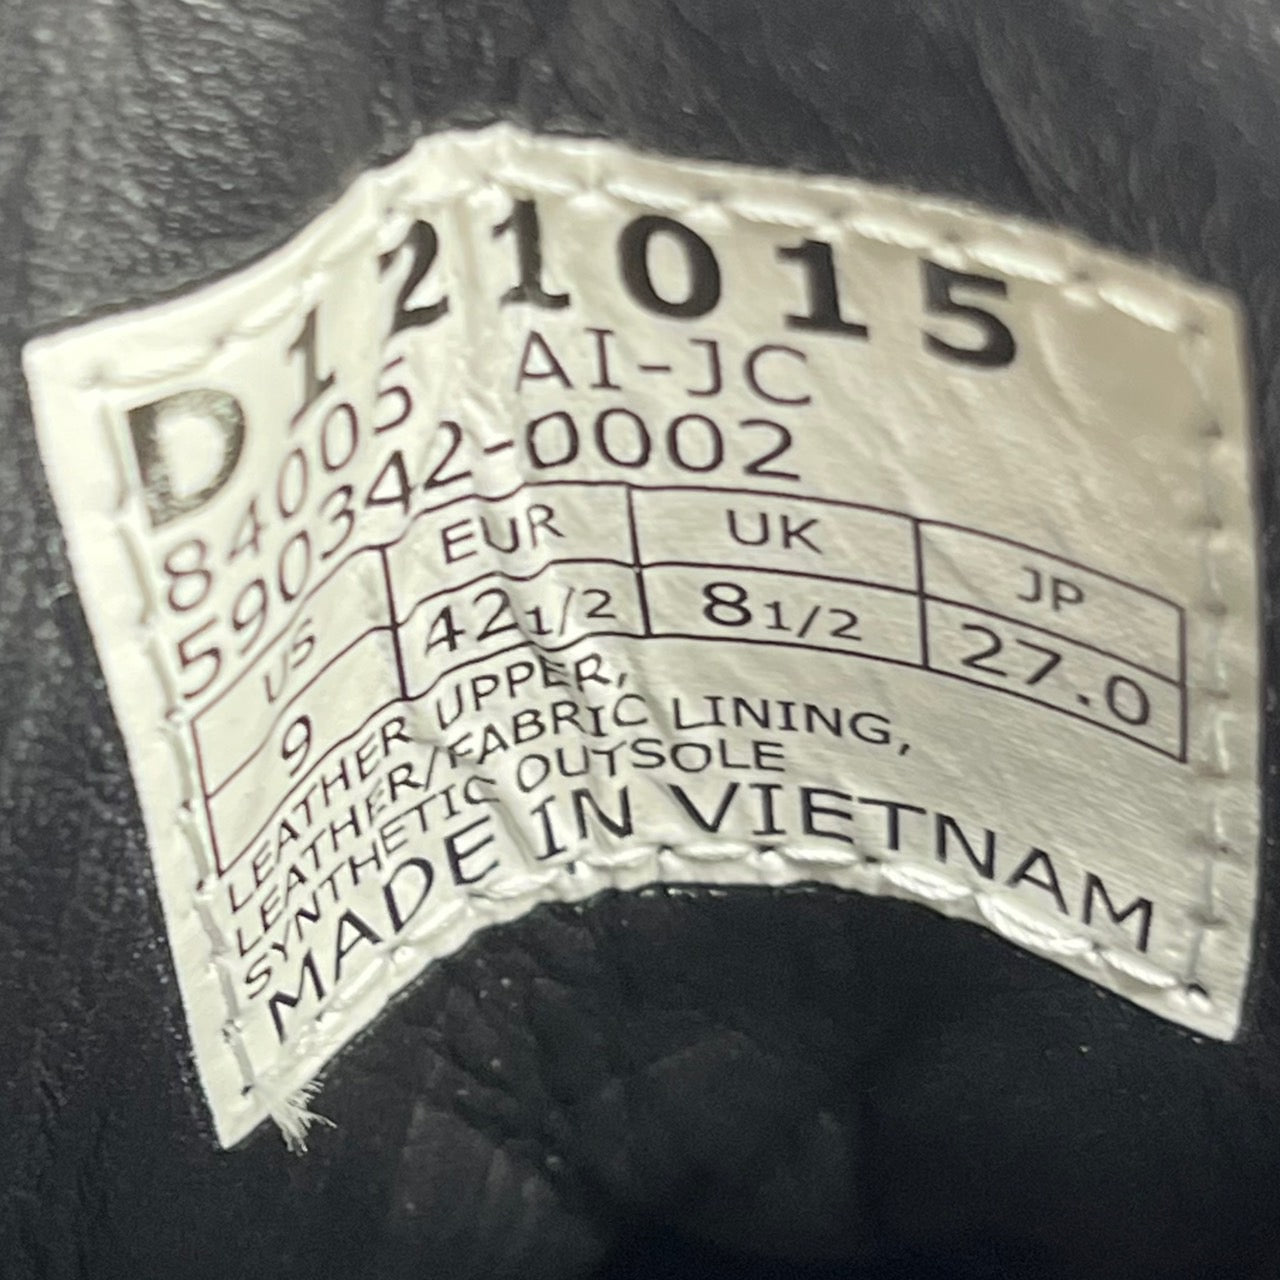 D 121015
84005 AI-JC
590342-0002
US EUR UK JP
9 42 1/2 8 1/2 27.0
LEATHER UPPER,
LEATHER/FABRIC LINING,
SYNTHETIC OUTSOLE
MADE IN VIETNAM